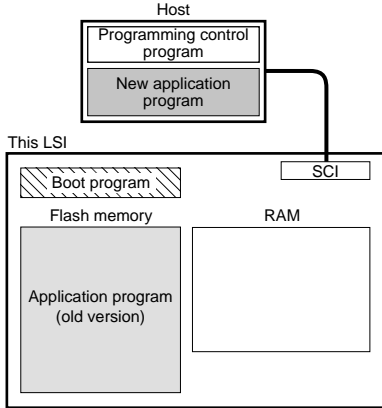 Host
Programming control
program
New application
program
This LSI
SCI
Boot program
Flash memory
RAM
Application program
(old version)